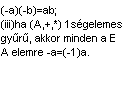 (-a)(-b)=ab;
(iii)ha (A,+,*) 1ségelemes
gyűrű, akkor minden a E
A elemre -a=(-1)a.